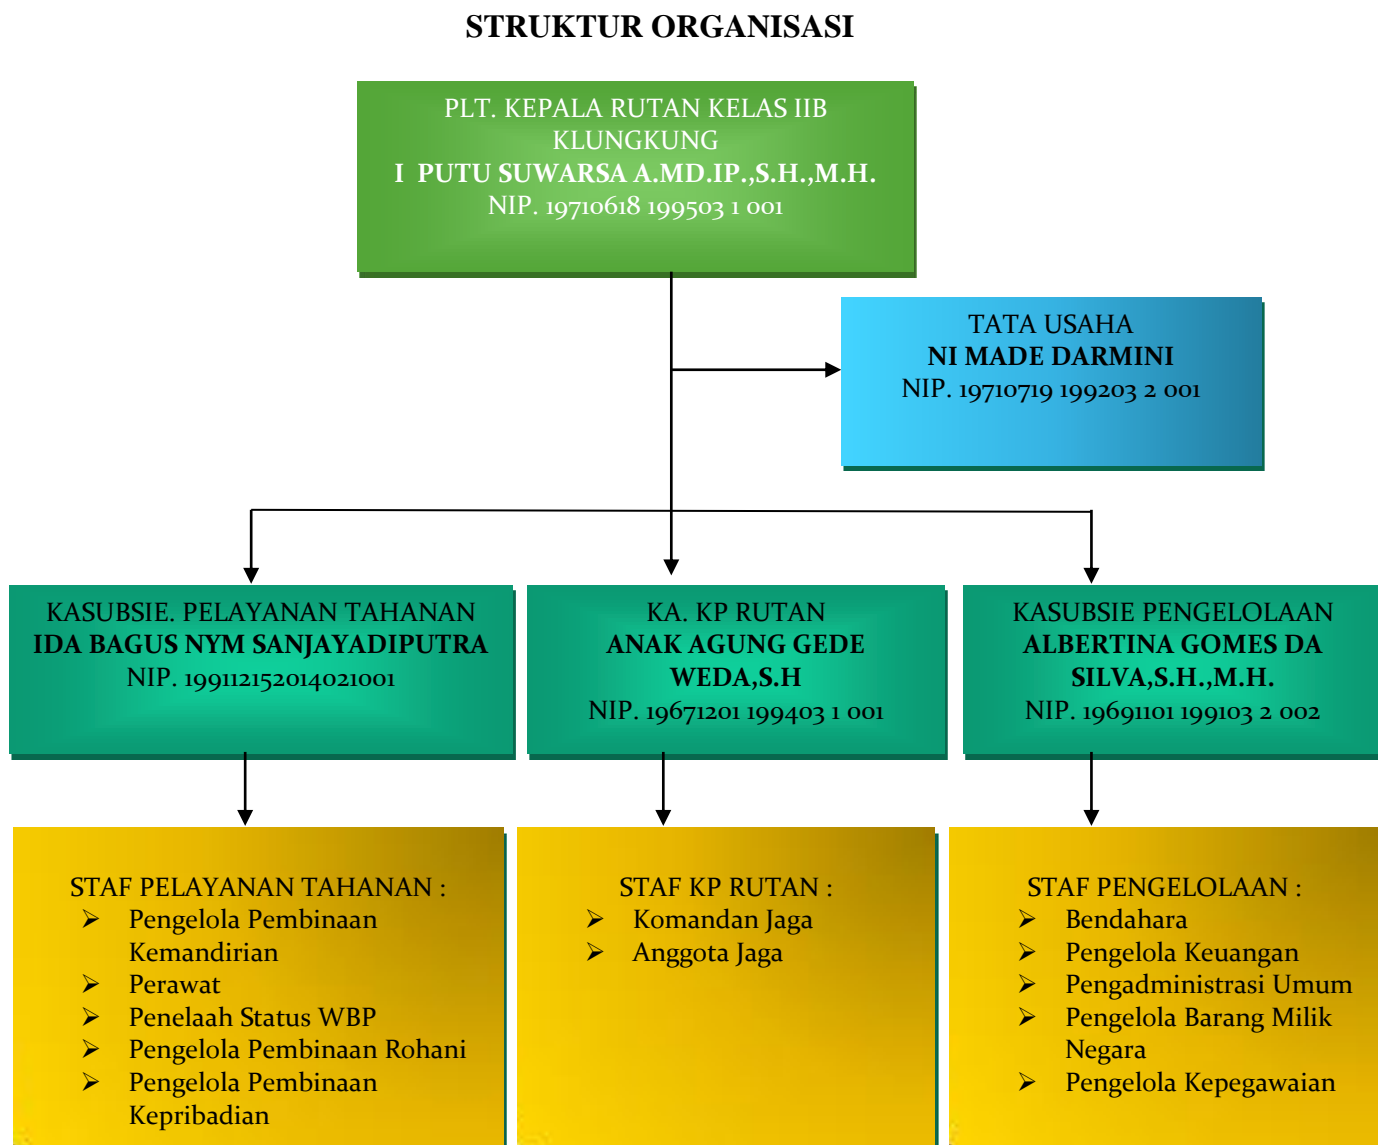 STRUKTUR ORGANISASI
PLT. KEPALA RUTAN KELAS IIB
KLUNGKUNG
I PUTU SUWARSA A.MD.IP.,S.H.,M.H.
NIP. 19710618 199503 1 001
TATA USAHA
NI MADE DARMINI
NIP. 19710719 199203 2 001
KASUBSIE. PELAYANAN TAHANAN
IDA BAGUS NYM SANJAYADIPUTRA
NIP. 199112152014021001
KA. KP RUTAN
ANAK AGUNG GEDE
WEDA,S.H
NIP. 19671201 199403 1 001
KASUBSIE PENGELOLAAN
ALBERTINA GOMES DA
SILVA,S.H.,M.H.
NIP. 19691101 199103 2 002
STAF PELAYANAN TAHANAN :
➢ Pengelola Pembinaan
Kemandirian
➢ Perawat
➢ Penelaah Status WBP
➢ Pengelola Pembinaan Rohani
➢ Pengelola Pembinaan
Kepribadian
STAF KP RUTAN :
➢ Komandan Jaga
➢ Anggota Jaga
STAF PENGELOLAAN :
➢ Bendahara
➢ Pengelola Keuangan
➢ Pengadministrasi Umum
➢ Pengelola Barang Milik
Negara
➢ Pengelola Kepegawaian